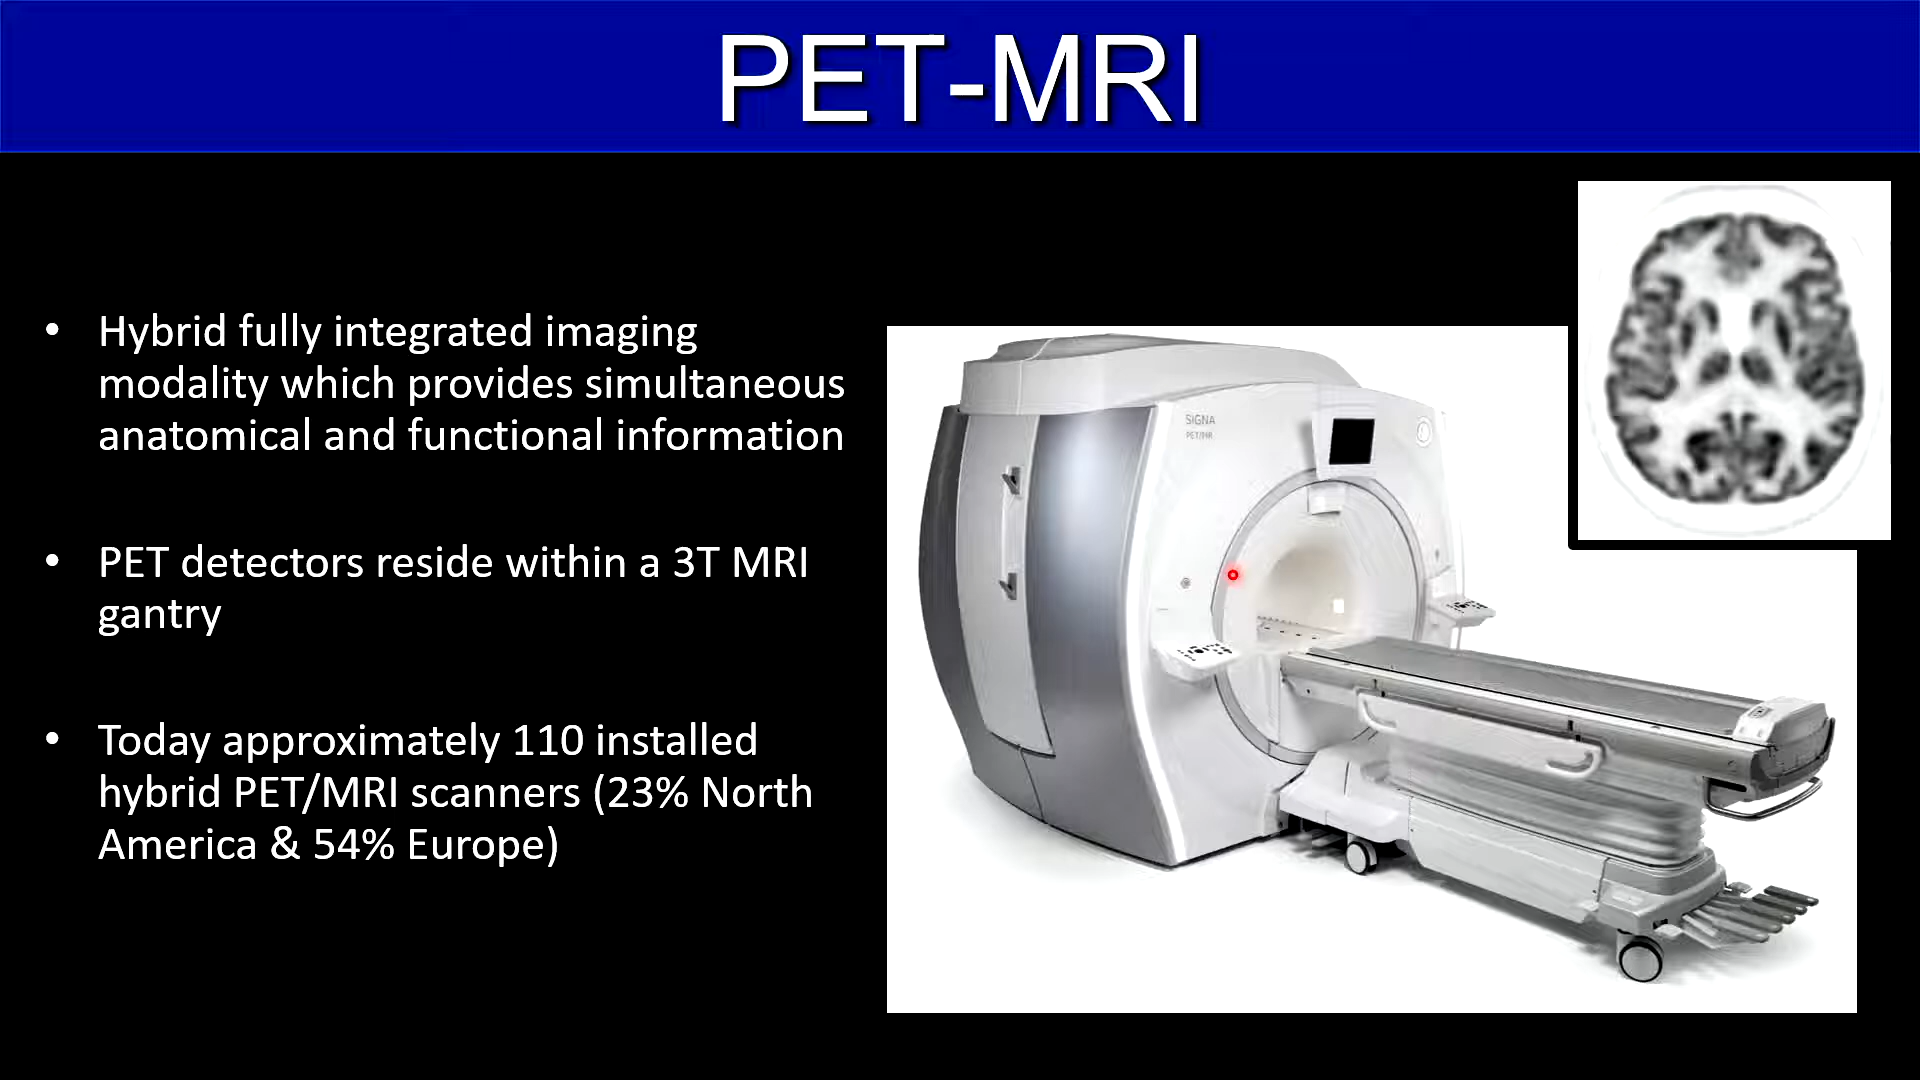 PET-MRI
• Hybrid fully integrated imaging
modality which provides simultaneous
anatomical and functional information
• PET detectors reside within a 3T MRI
gantry
• Today approximately 110 installed
hybrid PET/MRI scanners (23% North
America & 54% Europe)
SIGNA
PET/MR